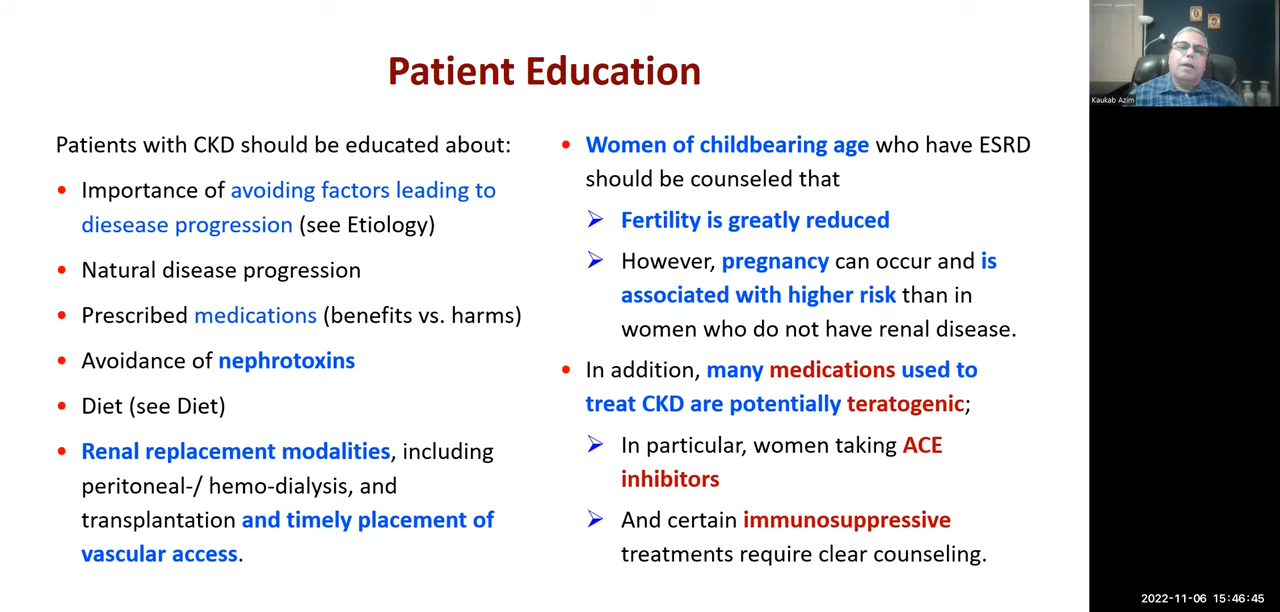 Patient Education
Patients with CKD should be educated about:
• Importance of avoiding factors leading to
diesease progression (see Etiology)
• Natural disease progression
• Prescribed medications (benefits vs. harms)
• Avoidance of nephrotoxins
• Diet (see Diet)
• Renal replacement modalities, including
peritoneal-/ hemo-dialysis, and
transplantation and timely placement of
vascular access.
• Women of childbearing age who have ESRD
should be counseled that
➢ Fertility is greatly reduced
➢ However, pregnancy can occur and is
associated with higher risk than in
women who do not have renal disease.
• In addition, many medications used to
treat CKD are potentially teratogenic;
➢ In particular, women taking ACE
inhibitors
➢ And certain immunosuppressive
treatments require clear counseling.
Kaukab Azim
2022-11-06 15:46:45